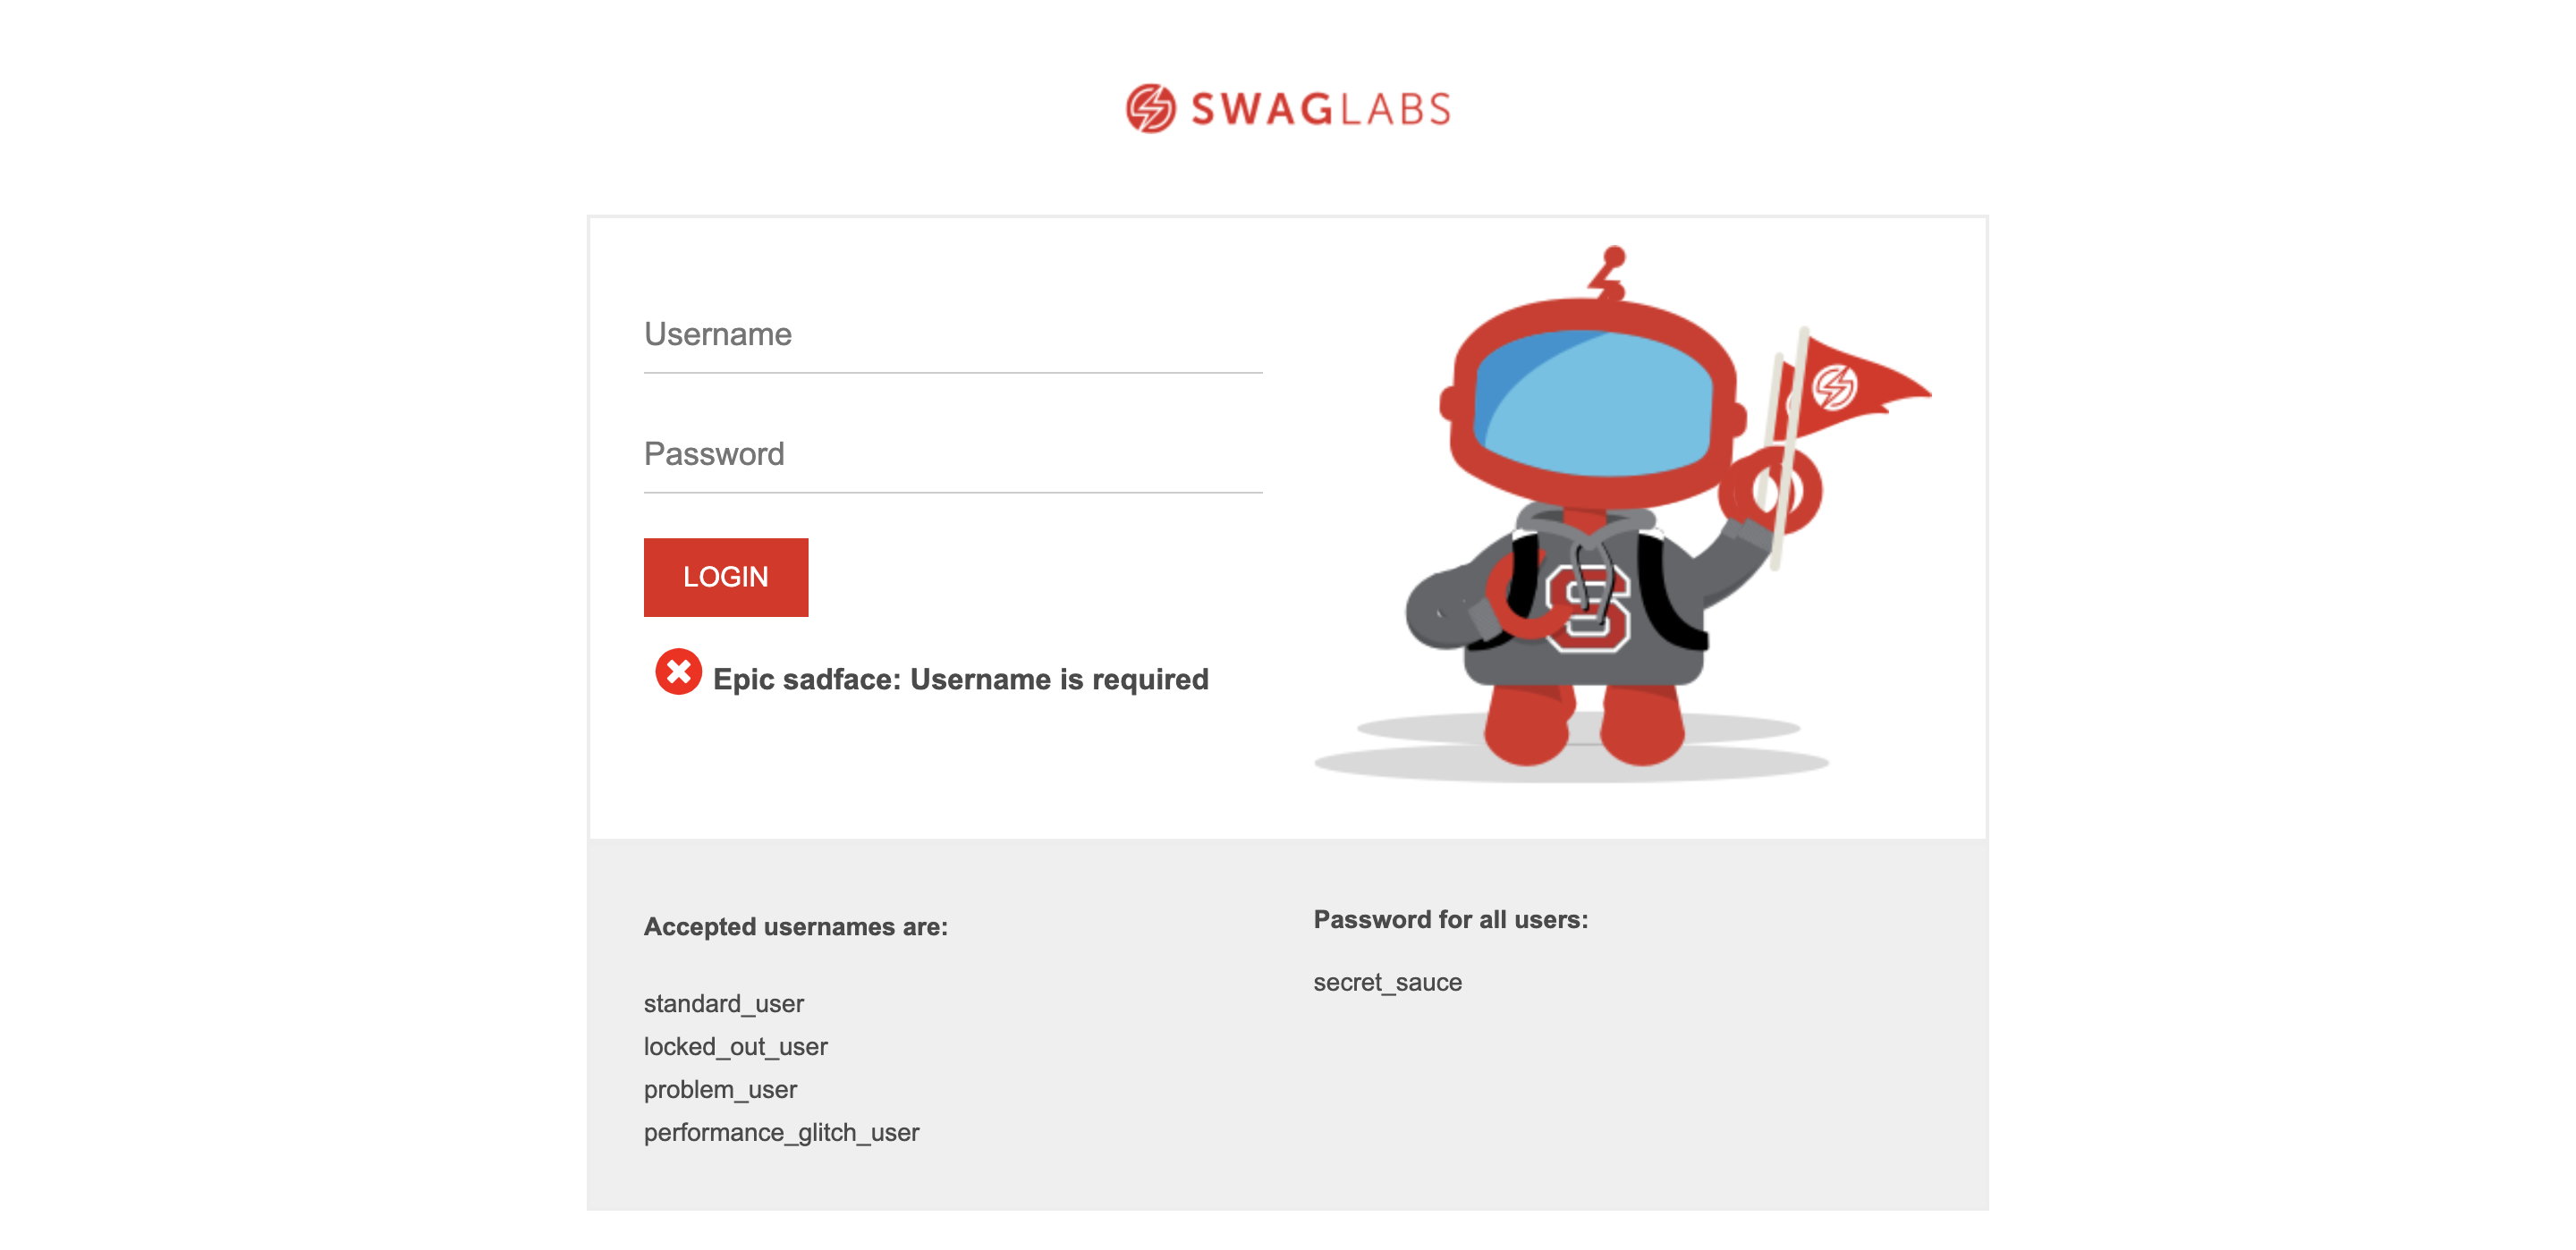 SWAGLABS
Username
Password
LOGIN
Epic sadface: Username is required
S
Accepted usernames are:
standard_user
locked_out_user
problem_user
performance_glitch_user
Password for all users:
secret_sauce